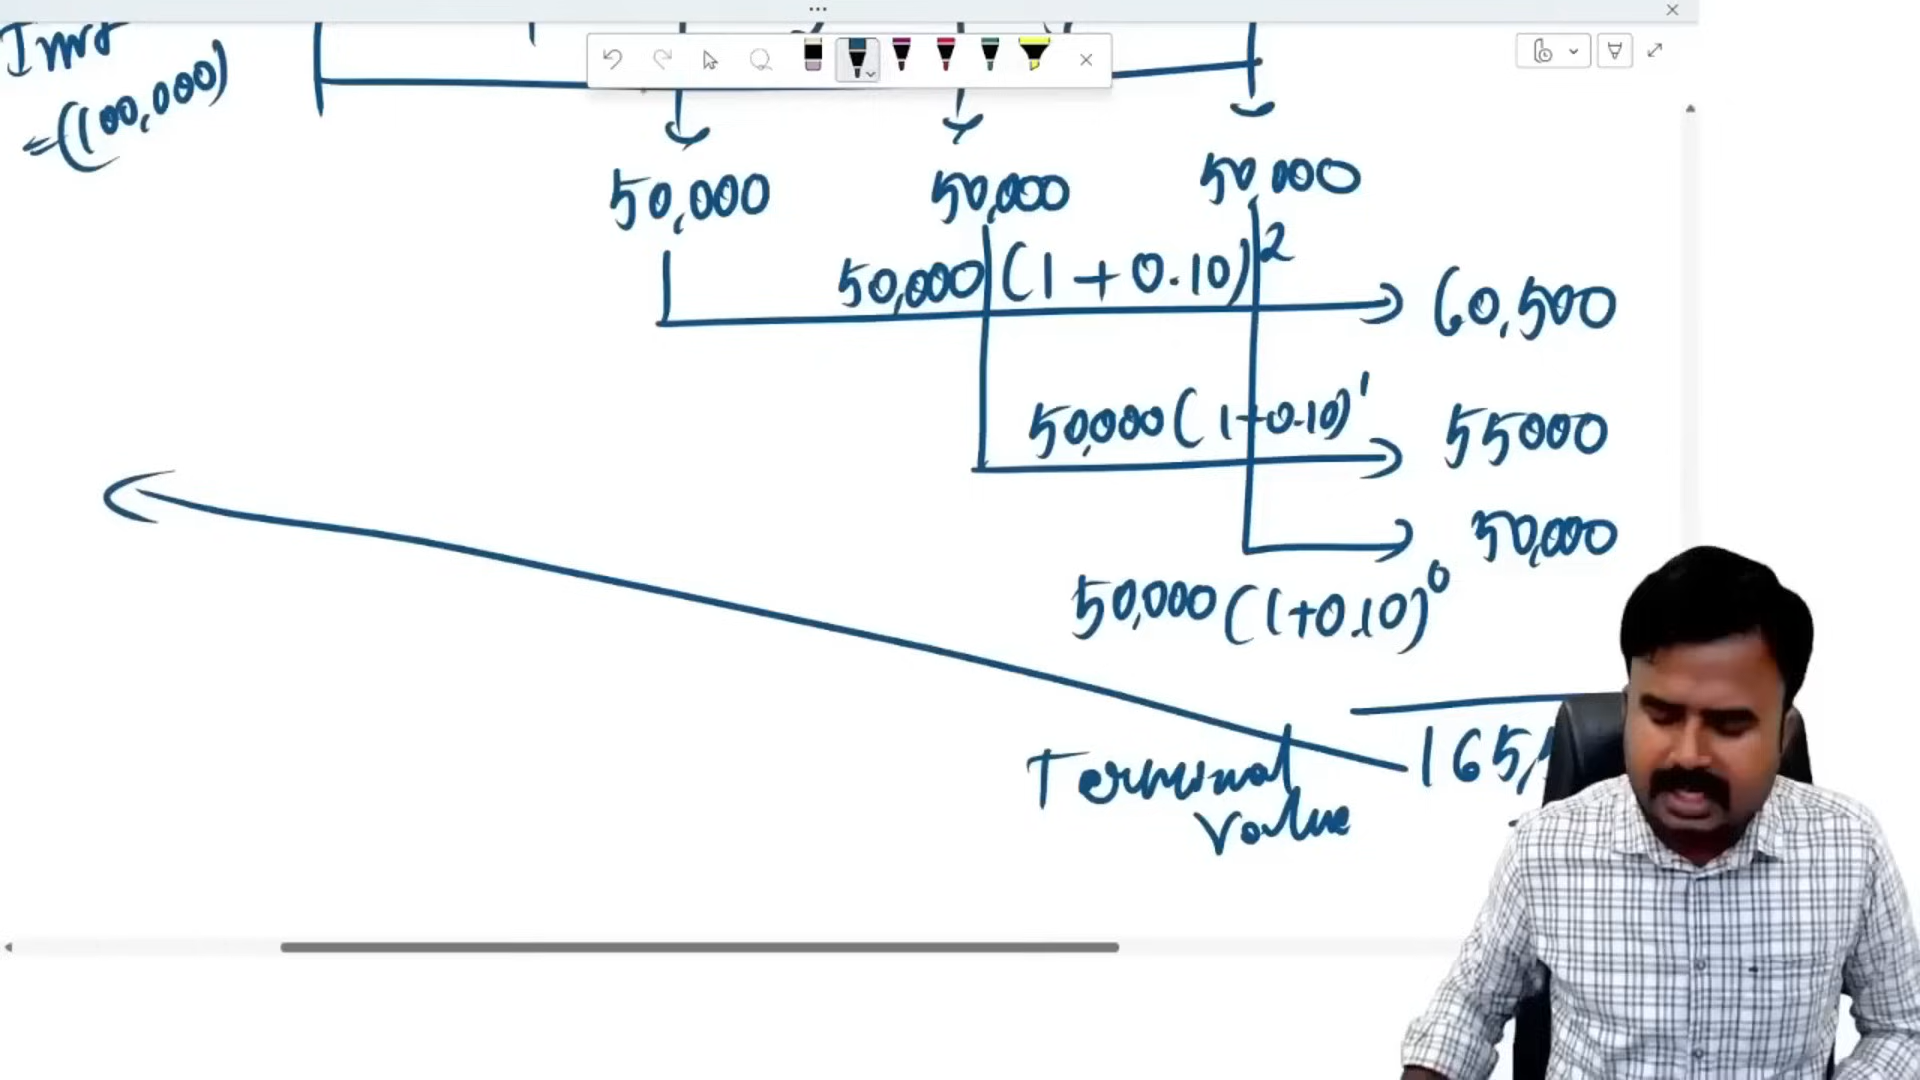 Inv
=(100,000)
50,000 50,000 50,000
50,000 (1 + 0.10)² 60,500
50,000 (1+0.10)¹ 55000
50,000
50,000 (1+0.10)⁰
Terminal 165,
Value